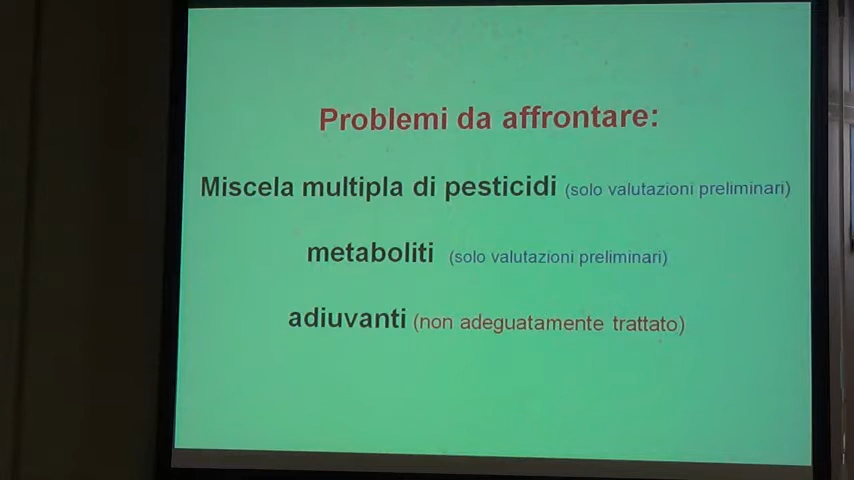 Problemi da affrontare:
Miscela multipla di pesticidi (solo valutazioni preliminari)
metaboliti (solo valutazioni preliminari)
adiuvanti (non adeguatamente trattato)